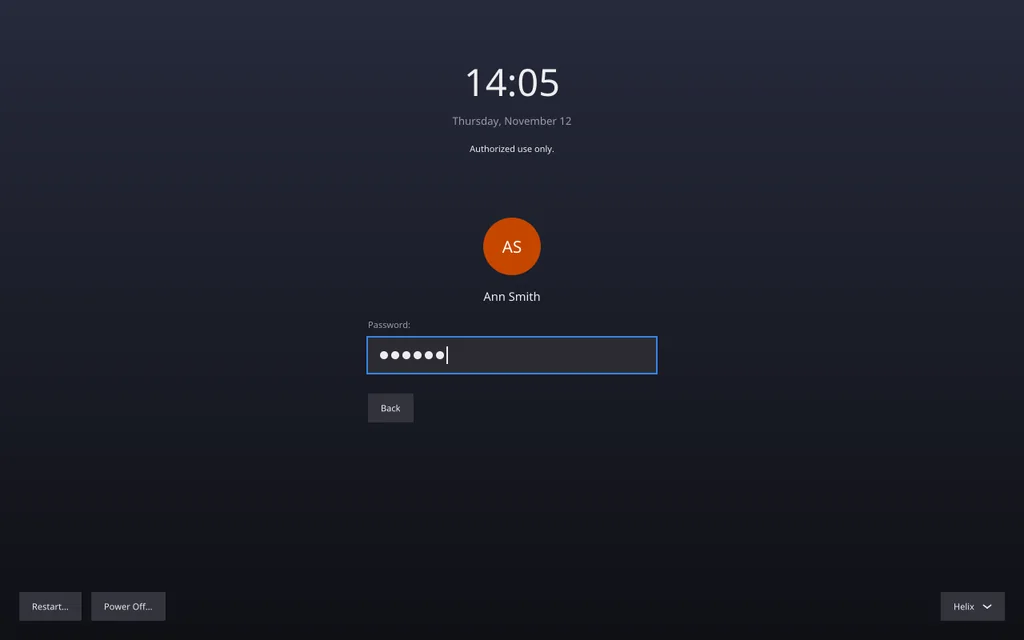 14:05
Thursday, November 12
Authorized use only.
AS
Ann Smith
Password:
Back
Restart...
Power Off...
Helix